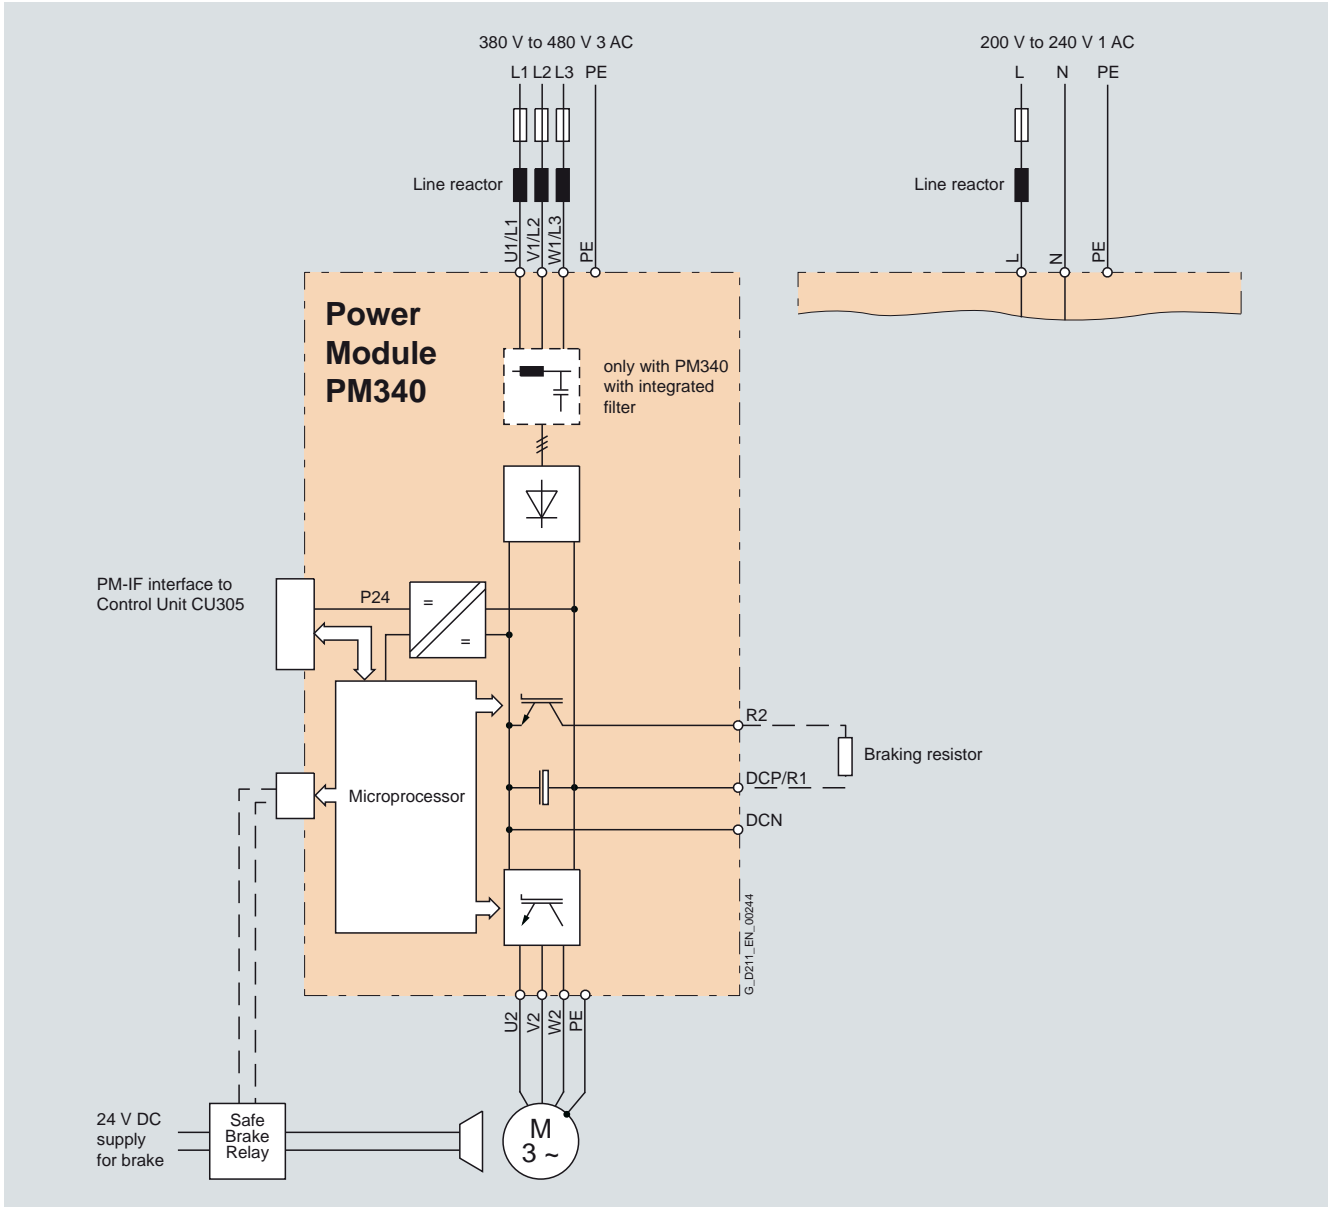 380 V to 480 V 3 AC
200 V to 240 V 1 AC
L1 L2 L3 PE
L N PE
Line reactor
Line reactor
U1/L1
V1/L2
W1/L3
PE
L
N
PE
Power
Module
PM340
only with PM340
with integrated
filter
PM-IF interface to
Control Unit CU305
P24
=
=
R2
Braking resistor
DCP/R1
Microprocessor
DCN
G_D211_EN_00244
U2
V2
W2
PE
24 V DC
supply
for brake
Safe
Brake
Relay
M
3 ~